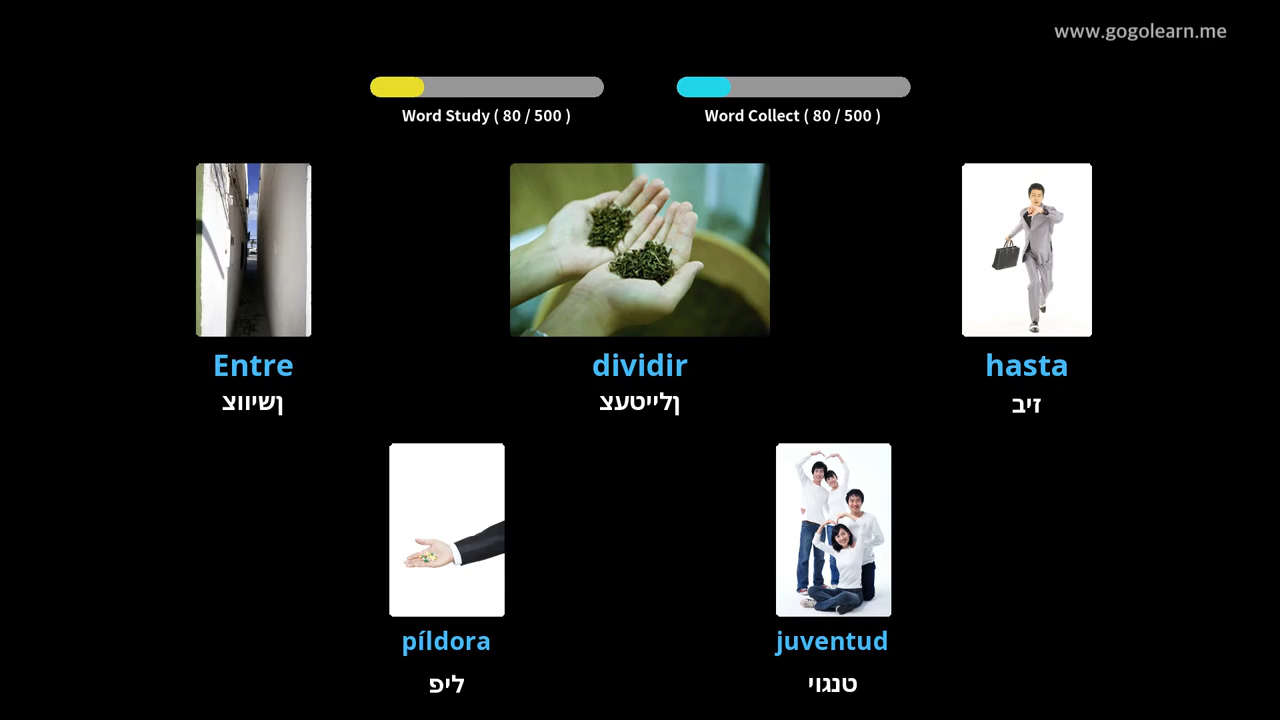 www.gogolearn.me
Word Study ( 80 / 500 )
Word Collect ( 80 / 500 )
Entre
dividir
hasta
ןשיווצ
ןלייטעצ
זיב
píldora
juventud
ליפ
טנגוי